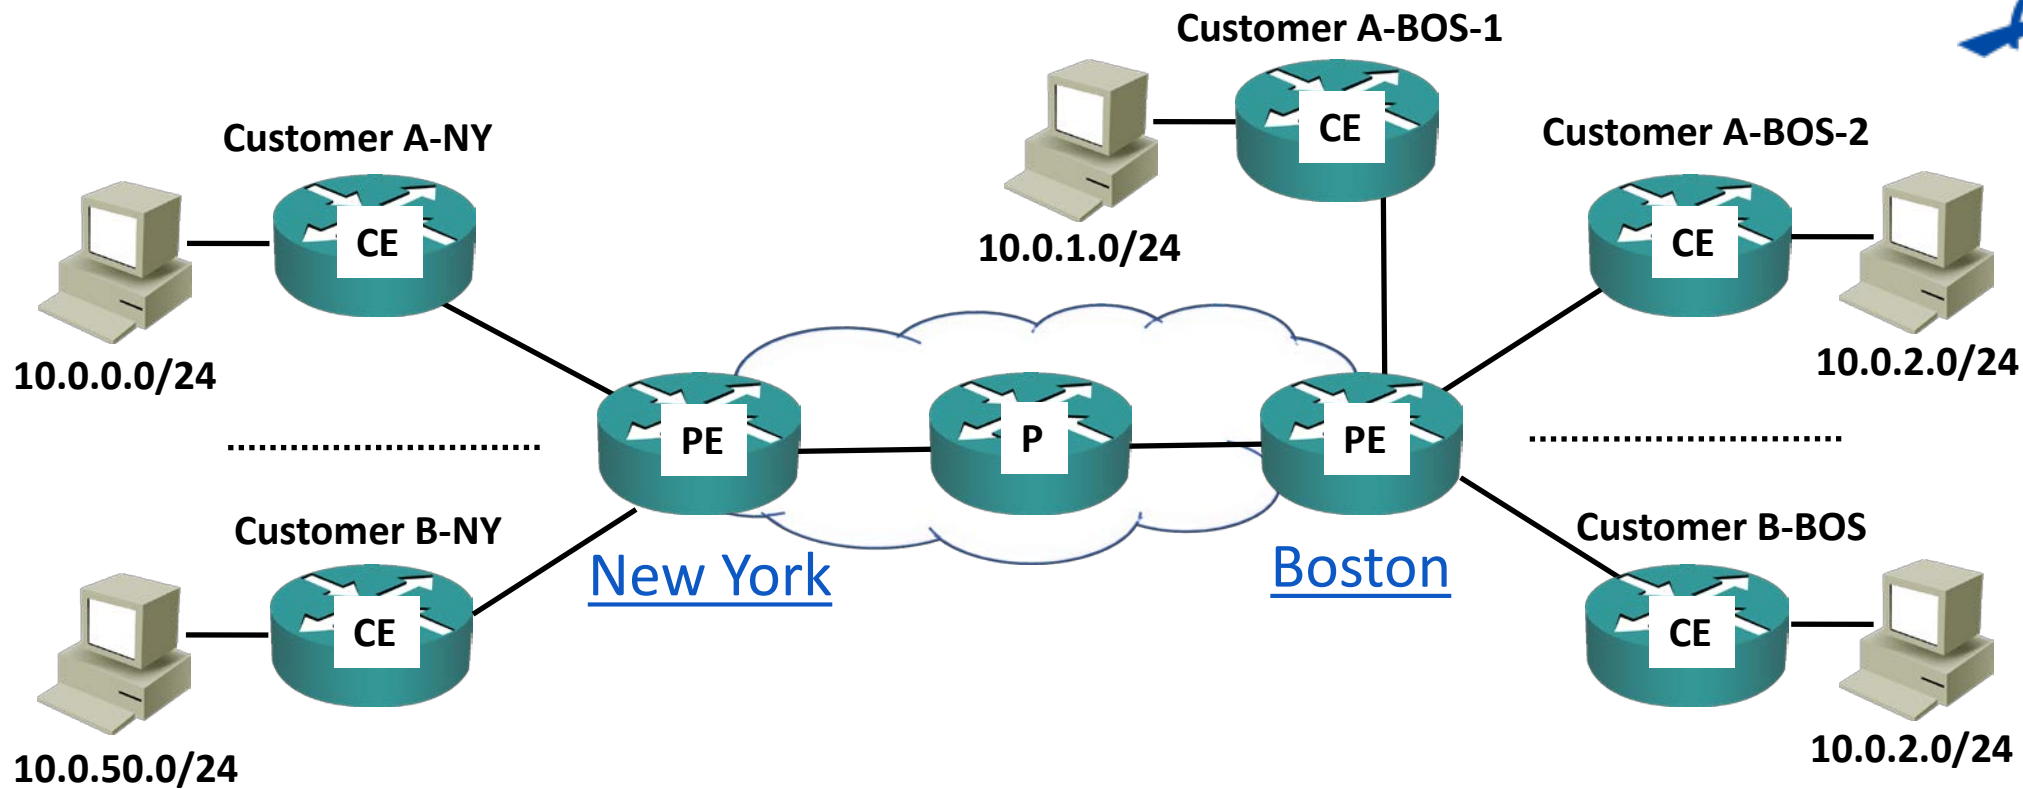 Customer A-BOS-1
CE
Customer A-NY
Customer A-BOS-2
CE
CE
10.0.1.0/24
10.0.0.0/24
10.0.2.0/24
PE
P
PE
Customer B-NY
Customer B-BOS
New York
Boston
CE
CE
10.0.50.0/24
10.0.2.0/24